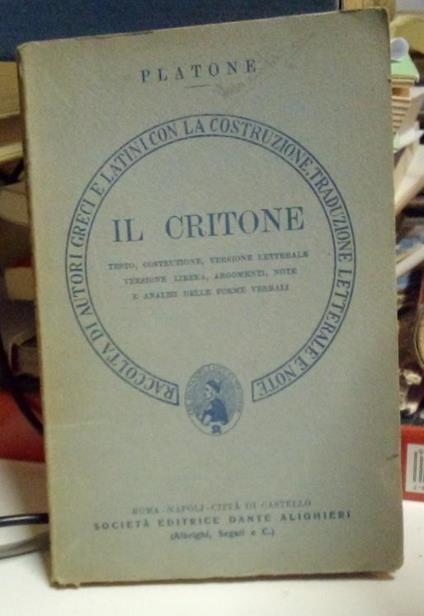 PLATONE
RACCOLTA DI AUTORI GRECI E LATINI CON LA COSTRUZIONE, TRADUZIONE LETTERALE E NOTE
IL CRITONE
TESTO, COSTRUZIONE, VERSIONE LETTERALE
VERSIONE LIBERA, ARGOMENTI, NOTE
E ANALISI DELLE FORME VERBALI
ROMA-NAPOLI-CITTÀ DI CASTELLO
SOCIETÀ EDITRICE DANTE ALIGHIERI
(Albrighi, Segati e C.)